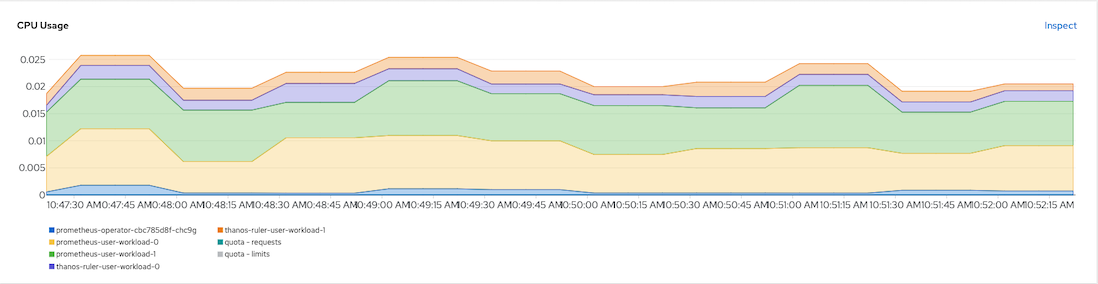 CPU Usage
Inspect
0.025
0.02
0.015
0.01
0.005
0
10:47:30 AM10:47:45 AM10:48:00 AM10:48:15 AM10:48:30 AM10:48:45 AM10:49:00 AM10:49:15 AM10:49:30 AM10:49:45 AM10:50:00 AM10:50:15 AM10:50:30 AM10:50:45 AM10:51:00 AM10:51:15 AM10:51:30 AM10:51:45 AM10:52:00 AM10:52:15 AM
prometheus-operator-cbc785d8f-chc9g
prometheus-user-workload-0
prometheus-user-workload-1
thanos-ruler-user-workload-0
thanos-ruler-user-workload-1
quota - requests
quota - limits